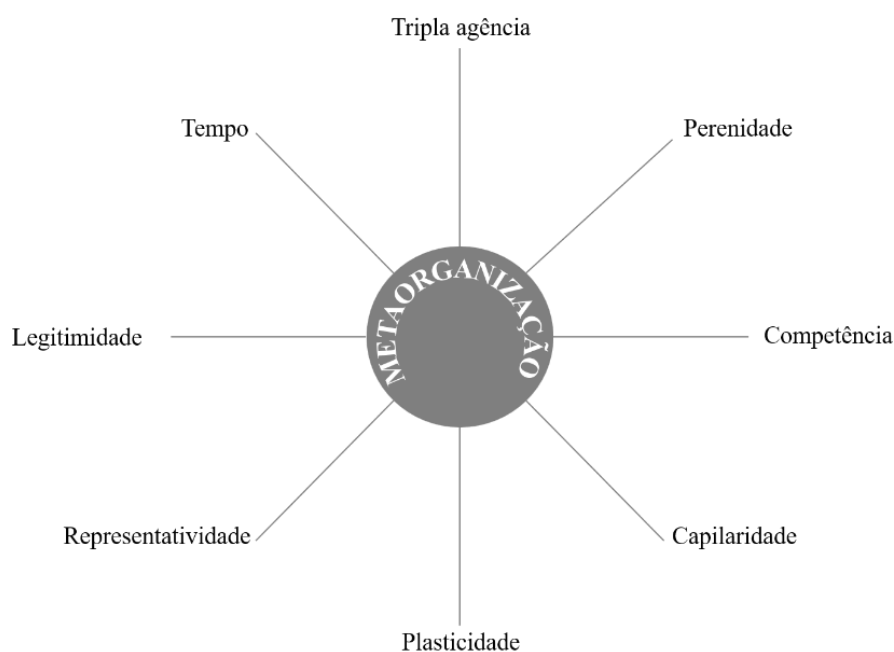 Tripla agência
Tempo
Perenidade
METAORGANIZAÇÃO
Legitimidade
Competência
Representatividade
Capilaridade
Plasticidade